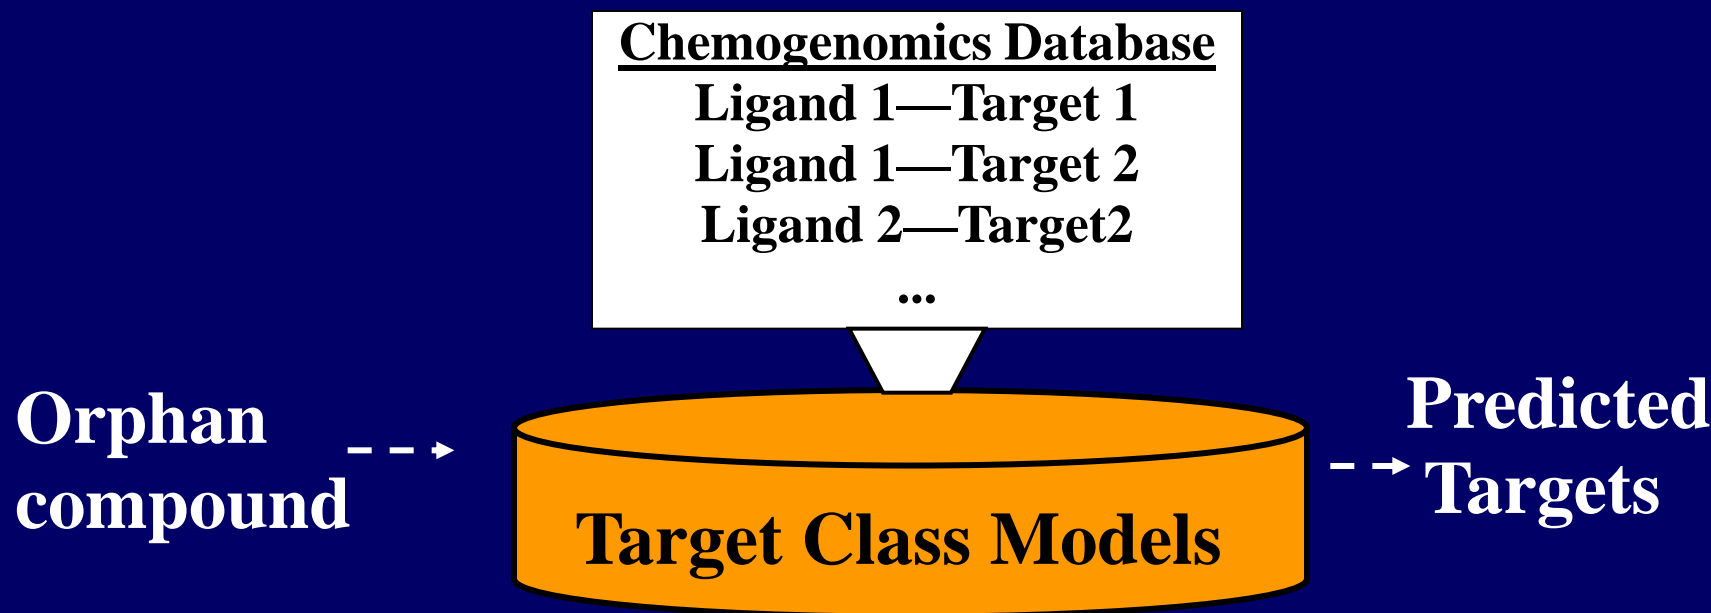 Chemogenomics Database
Ligand 1—Target 1
Ligand 1—Target 2
Ligand 2—Target2
...
Orphan
compound
Target Class Models
Predicted
Targets